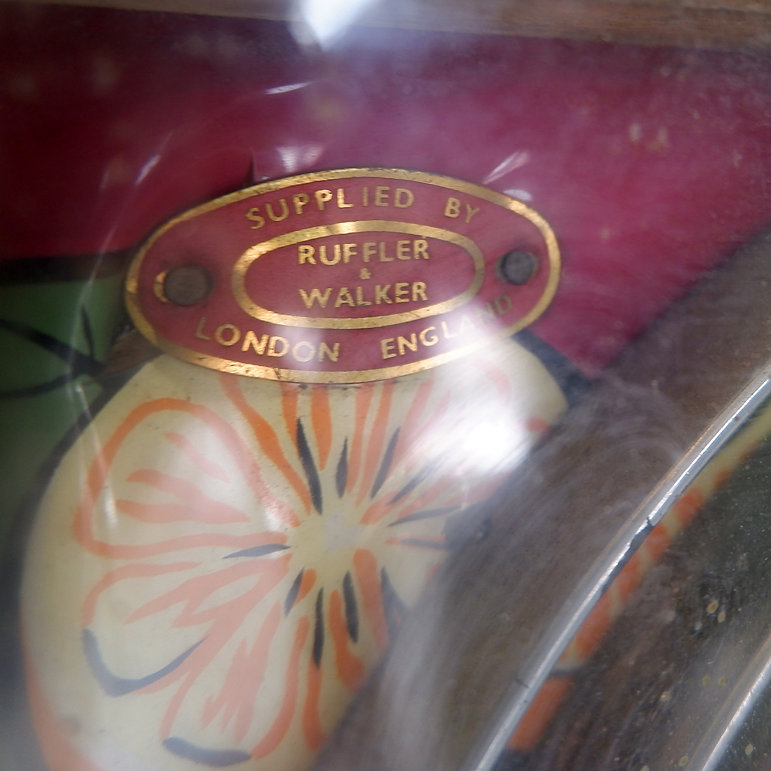 SUPPLIED BY
RUFFLER
&
WALKER
LONDON ENGLAND